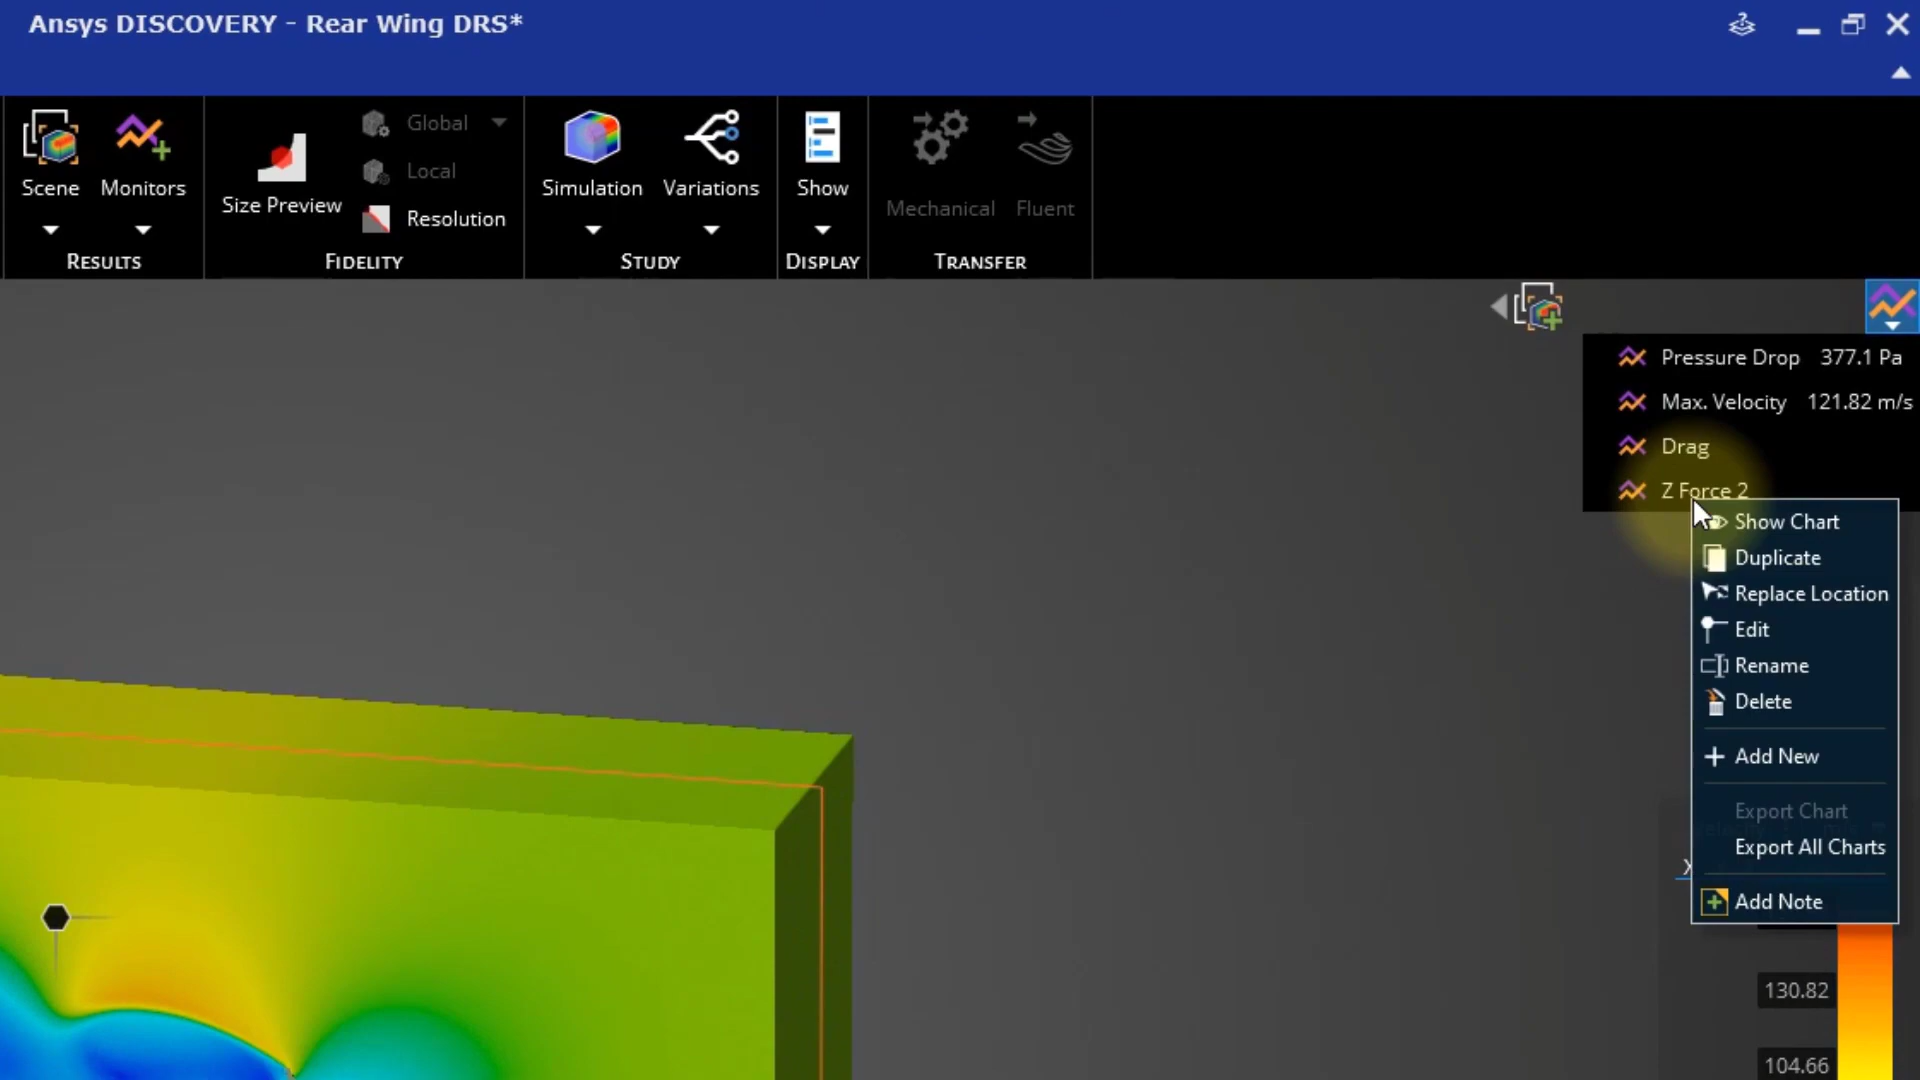 Ansys DISCOVERY - Rear Wing DRS*
Scene
Monitors
RESULTS
Size Preview
Global
Local
Resolution
FIDELITY
Simulation
Variations
STUDY
Show
DISPLAY
Mechanical
Fluent
TRANSFER
Pressure Drop 377.1 Pa
Max. Velocity 121.82 m/s
Drag
Z Force 2
Show Chart
Duplicate
Replace Location
Edit
Rename
Delete
Add New
Export Chart
Export All Charts
Add Note
130.82
104.66